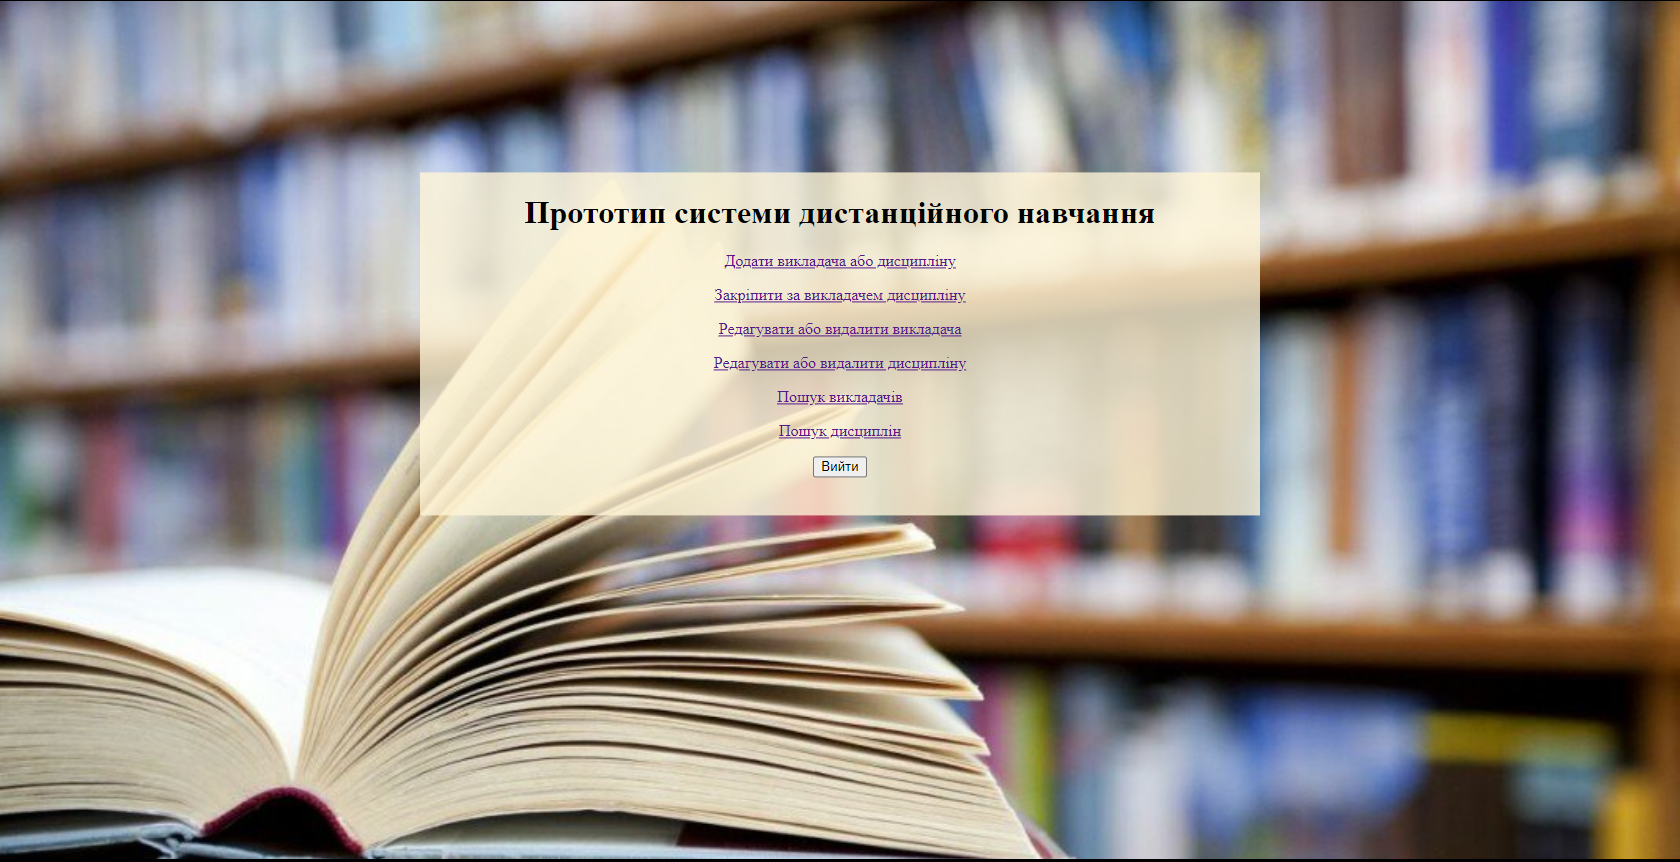 Прототип системи дистанційного навчання
Додати викладача або дисципліну
Закріпити за викладачем дисципліну
Редагувати або видалити викладача
Редагувати або видалити дисципліну
Пошук викладачів
Пошук дисциплін
Вийти